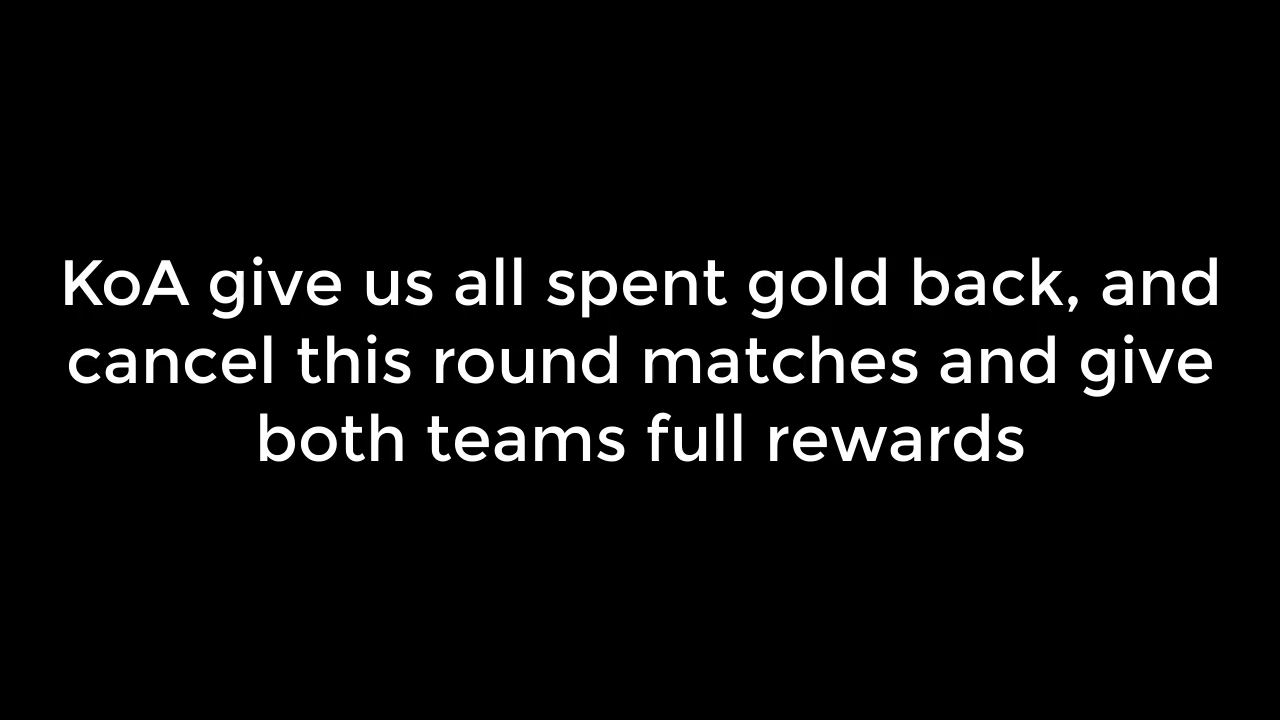 KoA give us all spent gold back, and
cancel this round matches and give
both teams full rewards